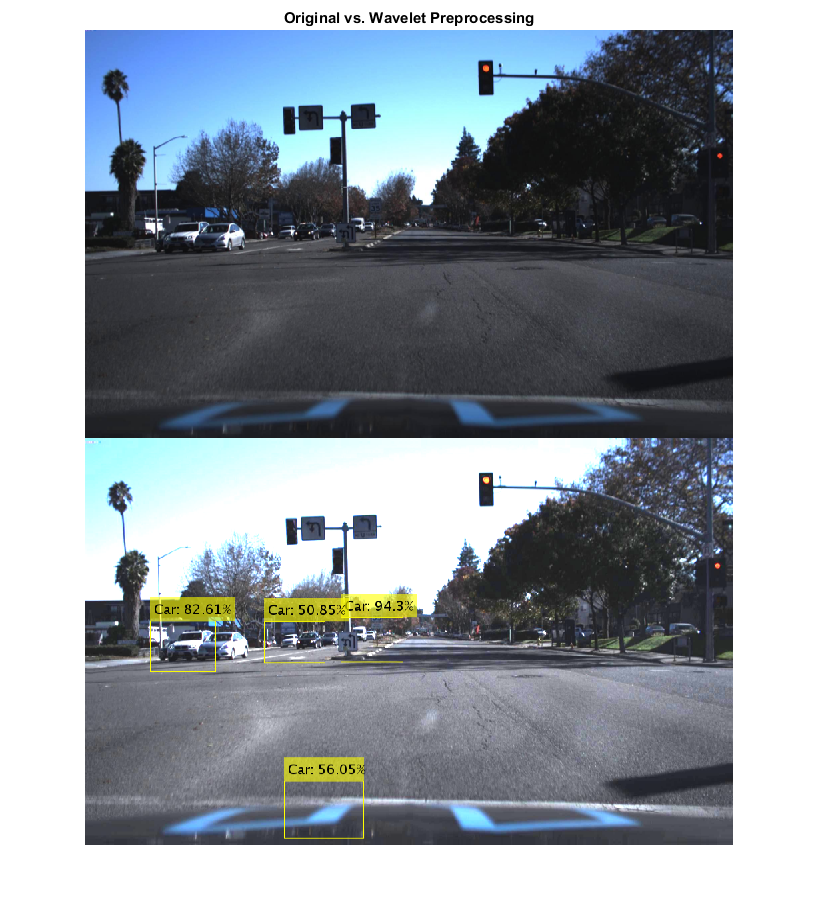 Original vs. Wavelet Preprocessing
Car: 82.61%
Car: 50.85%
Car: 94.3%
Car: 56.05%